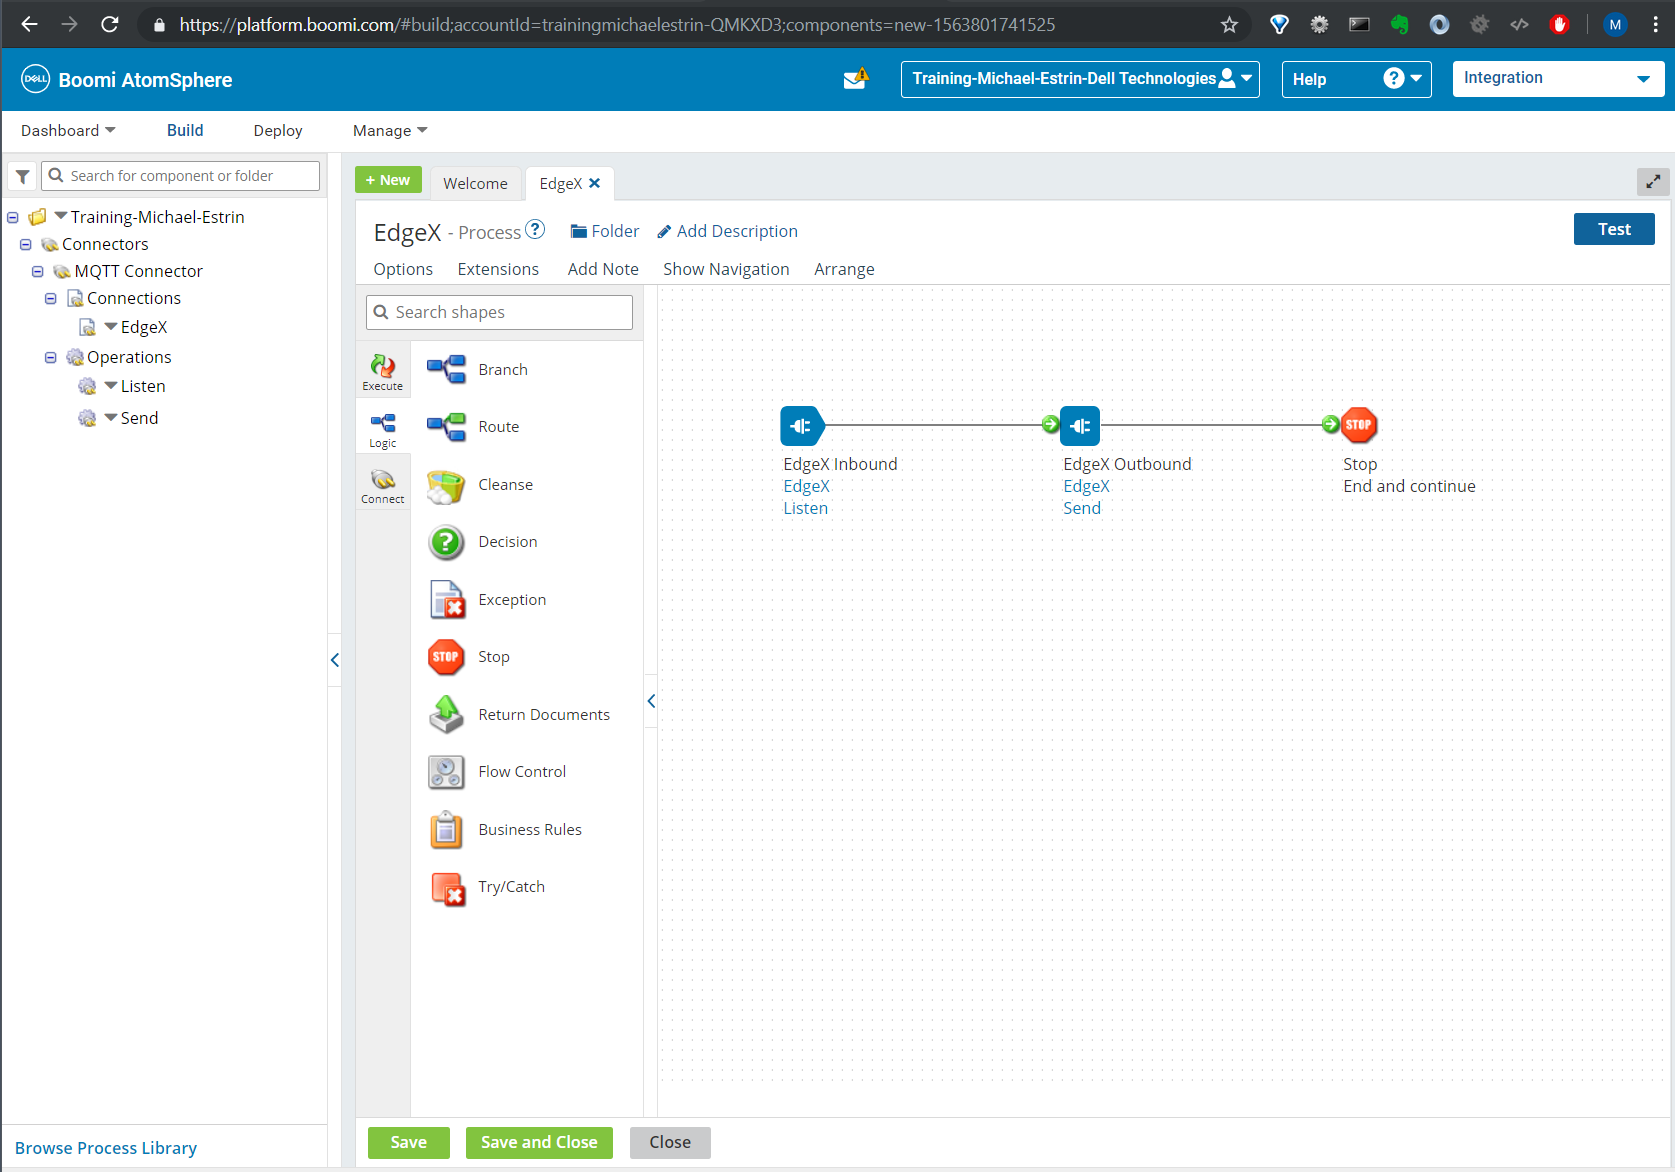 https://platform.boomi.com/#build;accountId=trainingmichaelestrin-QMKXD3;components=new-1563801741525
M
DELL Boomi AtomSphere
Training-Michael-Estrin-Dell Technologies
Help ?
Integration
Dashboard Build Deploy Manage
Search for component or folder
Training-Michael-Estrin
Connectors
MQTT Connector
Connections
EdgeX
Operations
Listen
Send
Browse Process Library
+ New Welcome EdgeX
EdgeX - Process ? Folder Add Description
Test
Options Extensions Add Note Show Navigation Arrange
Search shapes
Execute
Logic
Connect
Branch
Route
Cleanse
? Decision
Exception
STOP Stop
Return Documents
Flow Control
Business Rules
Try/Catch
EdgeX Inbound
EdgeX
Listen
EdgeX Outbound
EdgeX
Send
STOP
Stop
End and continue
Save Save and Close Close